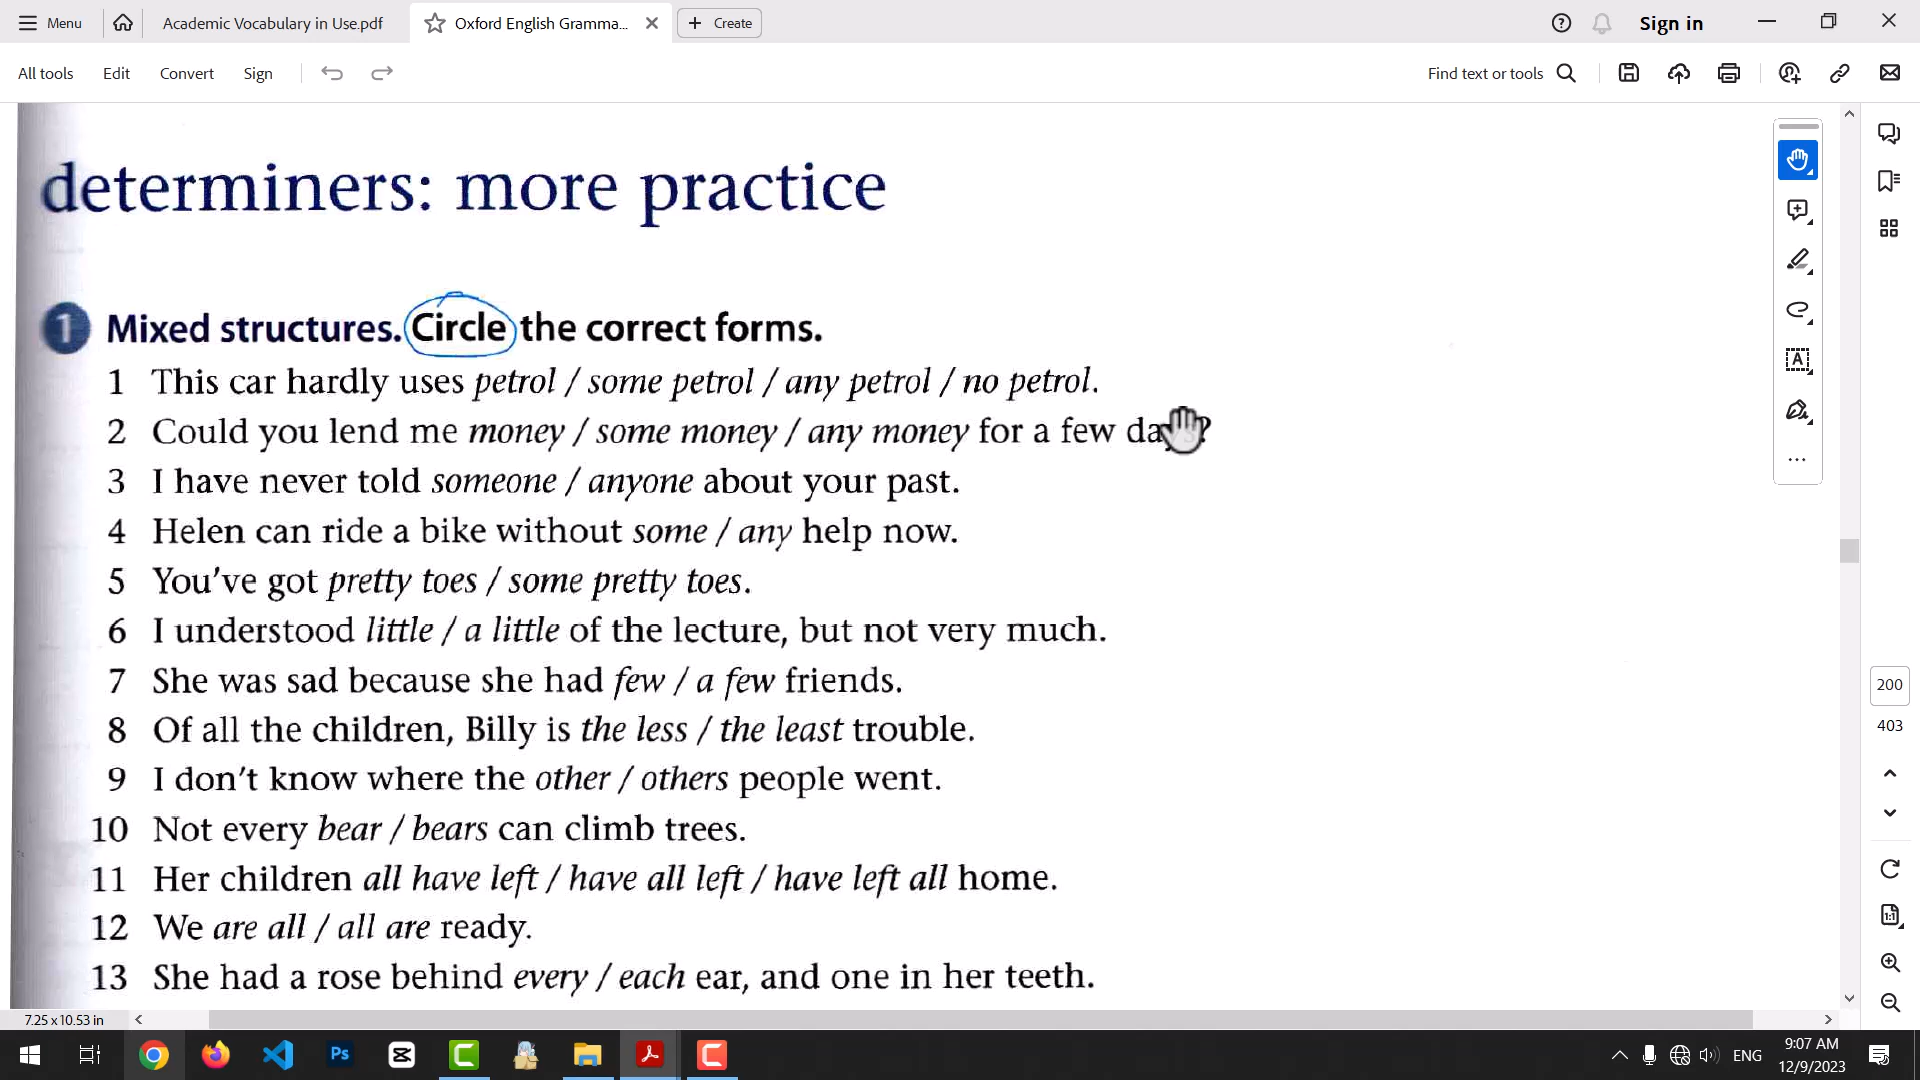 Menu
Academic Vocabulary in Use.pdf
Oxford English Gramma...
Create
Sign in
All tools
Edit
Convert
Sign
Find text or tools
determiners: more practice
1 Mixed structures. Circle the correct forms.
1 This car hardly uses petrol / some petrol / any petrol / no petrol.
2 Could you lend me money / some money / any money for a few da ?
3 I have never told someone / anyone about your past.
4 Helen can ride a bike without some / any help now.
5 You've got pretty toes / some pretty toes.
6 I understood little / a little of the lecture, but not very much.
7 She was sad because she had few / a few friends.
8 Of all the children, Billy is the less / the least trouble.
9 I don't know where the other / others people went.
10 Not every bear / bears can climb trees.
11 Her children all have left / have all left / have left all home.
12 We are all / all are ready.
13 She had a rose behind every / each ear, and one in her teeth.
200
403
7.25 x 10.53 in
Ps
ENG
9:07 AM
12/9/2023